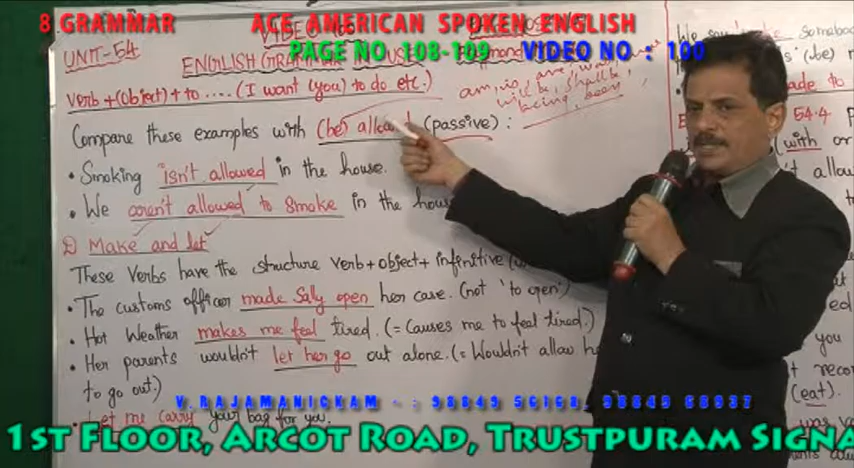 8 GRAMMAR
ACE AMERICAN SPOKEN ENGLISH
PAGE NO 108-109
VIDEO NO : 100
UNIT-54
ENGLISH GRAMMAR IN USE
Verb +(Object) + to .... (I want (you) to do etc.)
am, is, are, was,
will be, shall be
being, been
Compare these examples with (be) allowed (passive) :
• Smoking isn't allowed in the house.
• We aren't allowed to smoke in the
D) Make and let
These Verbs have the structure verb + object + infinitive
• The customs officer made Sally open her case. (not 'to open')
• Hot Weather makes me feel tired. (= Causes me to feel tired.)
• Her parents wouldn't let her go out alone. (= Wouldn't allow
to go out.)
• Let me carry your bag for you.
We
somebo
(be)
to
54.4
(with or
allow
ed
you
(eat).
was
V. RAJAMANICKAM
1st Floor, Arcot Road, Trustpuram Signa